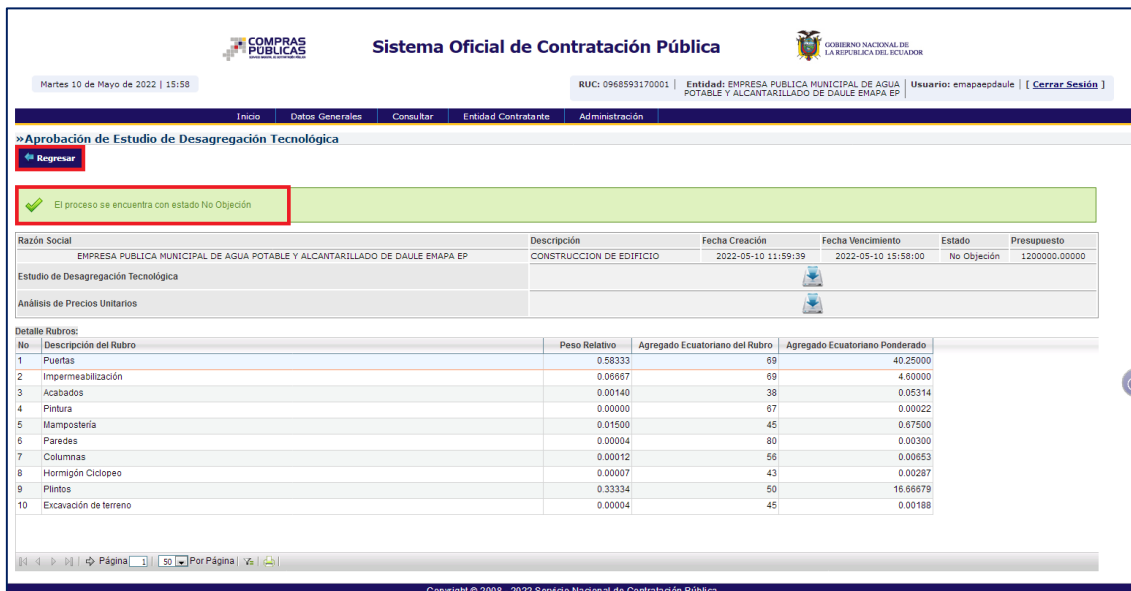 COMPRAS
PÚBLICAS
Sistema Oficial de Contratación Pública
GOBIERNO NACIONAL DE
LA REPUBLICA DEL ECUADOR
Martes 10 de Mayo de 2022 | 15:58
RUC: 0968593170001 | Entidad: EMPRESA PUBLICA MUNICIPAL DE AGUA POTABLE Y ALCANTARILLADO DE DAULE EMAPA EP | Usuario: emapaepdaule | [ Cerrar Sesión ]
Inicio Datos Generales Consultar Entidad Contratante Administración
»Aprobación de Estudio de Desagregación Tecnológica
Regresar
El proceso se encuentra con estado No Objeción
Razón Social Descripción Fecha Creación Fecha Vencimiento Estado Presupuesto
EMPRESA PUBLICA MUNICIPAL DE AGUA POTABLE Y ALCANTARILLADO DE DAULE EMAPA EP CONSTRUCCION DE EDIFICIO 2022-05-10 11:59:39 2022-05-10 15:58:00 No Objeción 1200000.00000
Estudio de Desagregación Tecnológica
Análisis de Precios Unitarios
Detalle Rubros:
No Descripción del Rubro Peso Relativo Agregado Ecuatoriano del Rubro Agregado Ecuatoriano Ponderado
1 Puertas 0.58333 69 40.25000
2 Impermeabilización 0.06667 69 4.60000
3 Acabados 0.00140 38 0.05314
4 Pintura 0.00000 67 0.00022
5 Mampostería 0.01500 45 0.67500
6 Paredes 0.00004 80 0.00300
7 Columnas 0.00012 56 0.00653
8 Hormigón Ciclopeo 0.00007 43 0.00287
9 Plintos 0.33334 50 16.66679
10 Excavación de terreno 0.00004 45 0.00188
Página 1 | 50 Por Página
Copyright © 2008 - 2022 Servicio Nacional de Contratación Pública